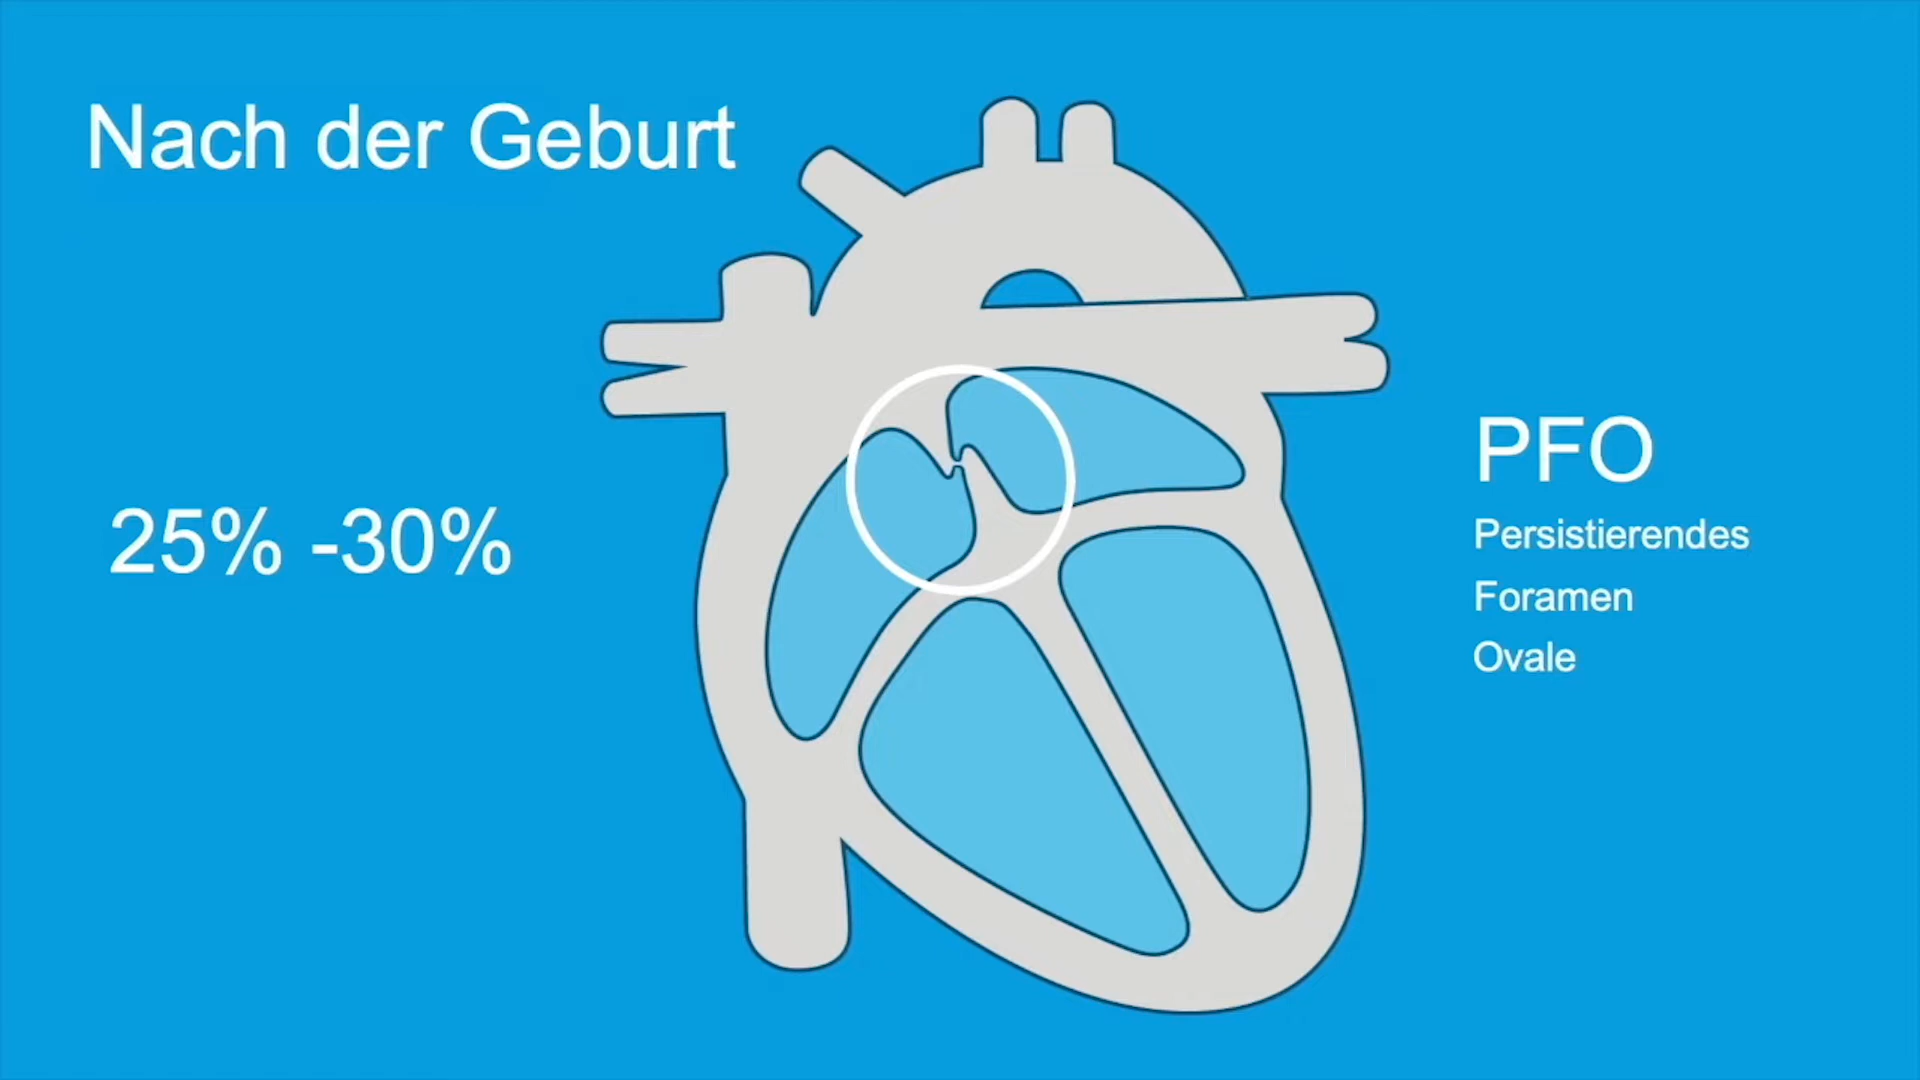 Nach der Geburt
25% -30%
PFO
Persistierendes
Foramen
Ovale